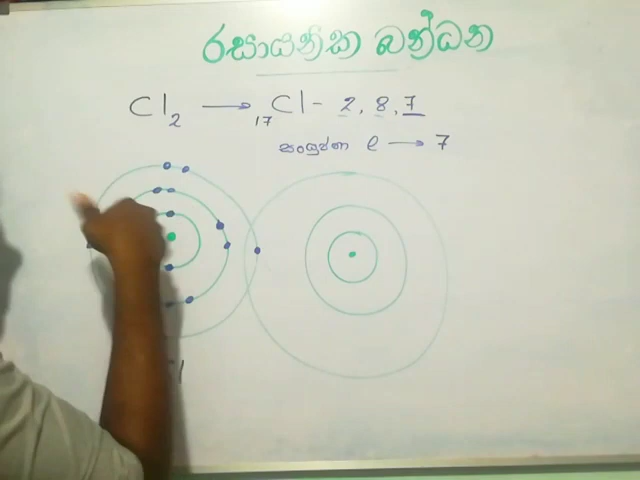 රසායනික බන්ධන
Cl₂ → ₁₇Cl - 2, 8, 7
සංයුජතා e → 7